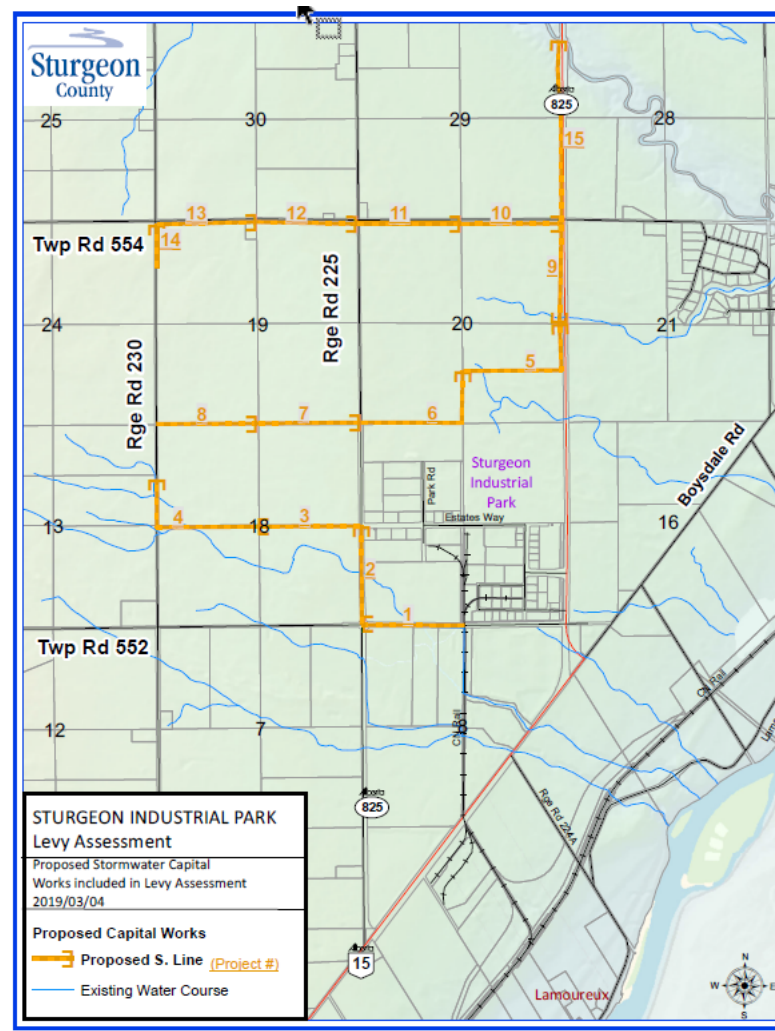 Sturgeon
County
Alberta
825
25
30
29
28
15
13
12
11
10
Twp Rd 554
14
9
Rge Rd 225
24
19
20
21
Rge Rd 230
5
8
7
6
Boysdale Rd
Sturgeon
Industrial
Park
Park Rd
Estates Way
13
4
18
3
16
2
1
Twp Rd 552
CN Rail
12
7
8
CN Rail
Alberta
825
Rge Rd 224A
STURGEON INDUSTRIAL PARK
Levy Assessment
Proposed Stormwater Capital
Works included in Levy Assessment
2019/03/04
Proposed Capital Works
Proposed S. Line (Project #)
Existing Water Course
Alberta
15
Lamoureux
N
W E
S